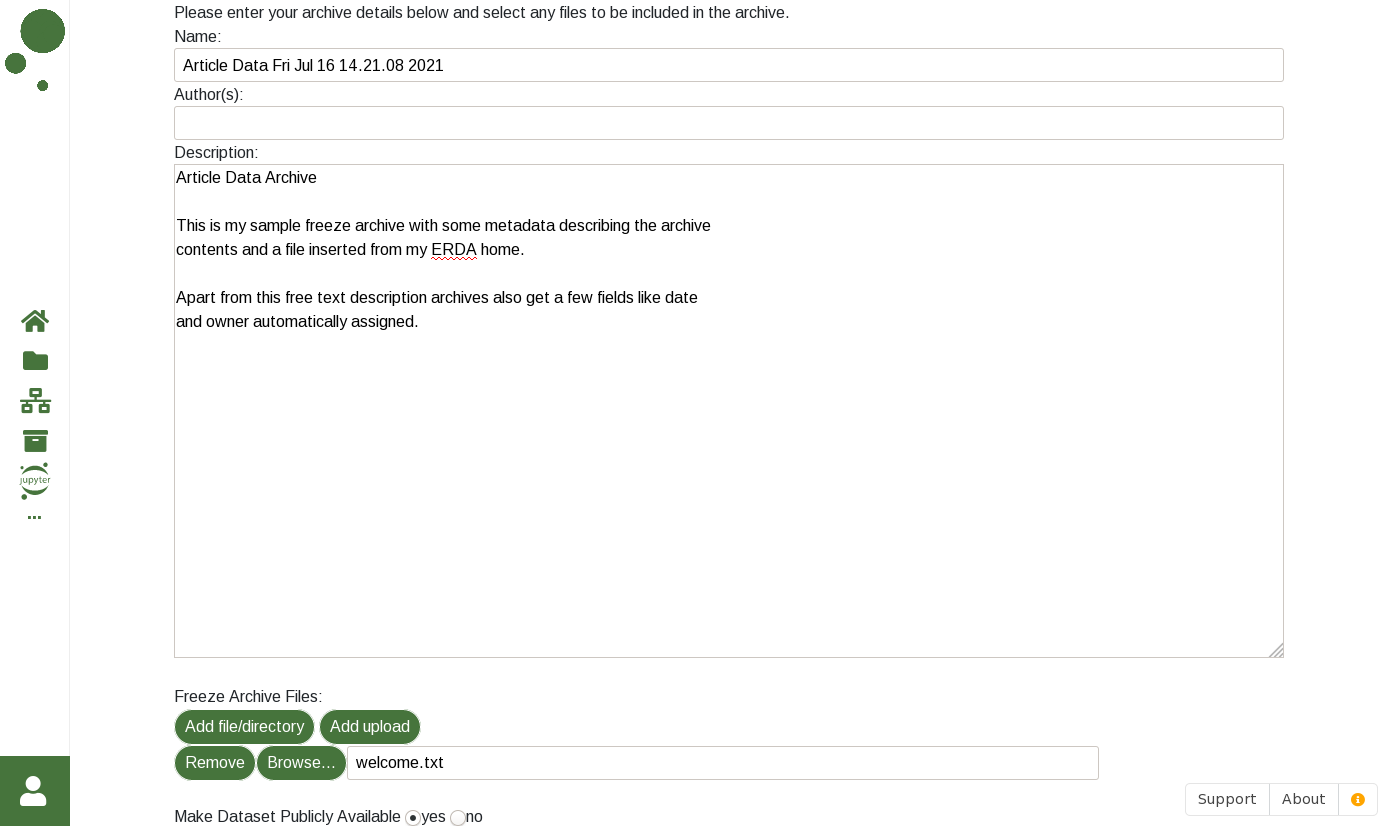 Please enter your archive details below and select any files to be included in the archive.
Name:
Article Data Fri Jul 16 14.21.08 2021
Author(s):
Description:
Article Data Archive
This is my sample freeze archive with some metadata describing the archive
contents and a file inserted from my ERDA home.
Apart from this free text description archives also get a few fields like date
and owner automatically assigned.
jupyter
Freeze Archive Files:
Add file/directory Add upload
Remove Browse... welcome.txt
Make Dataset Publicly Available yes no
Support About